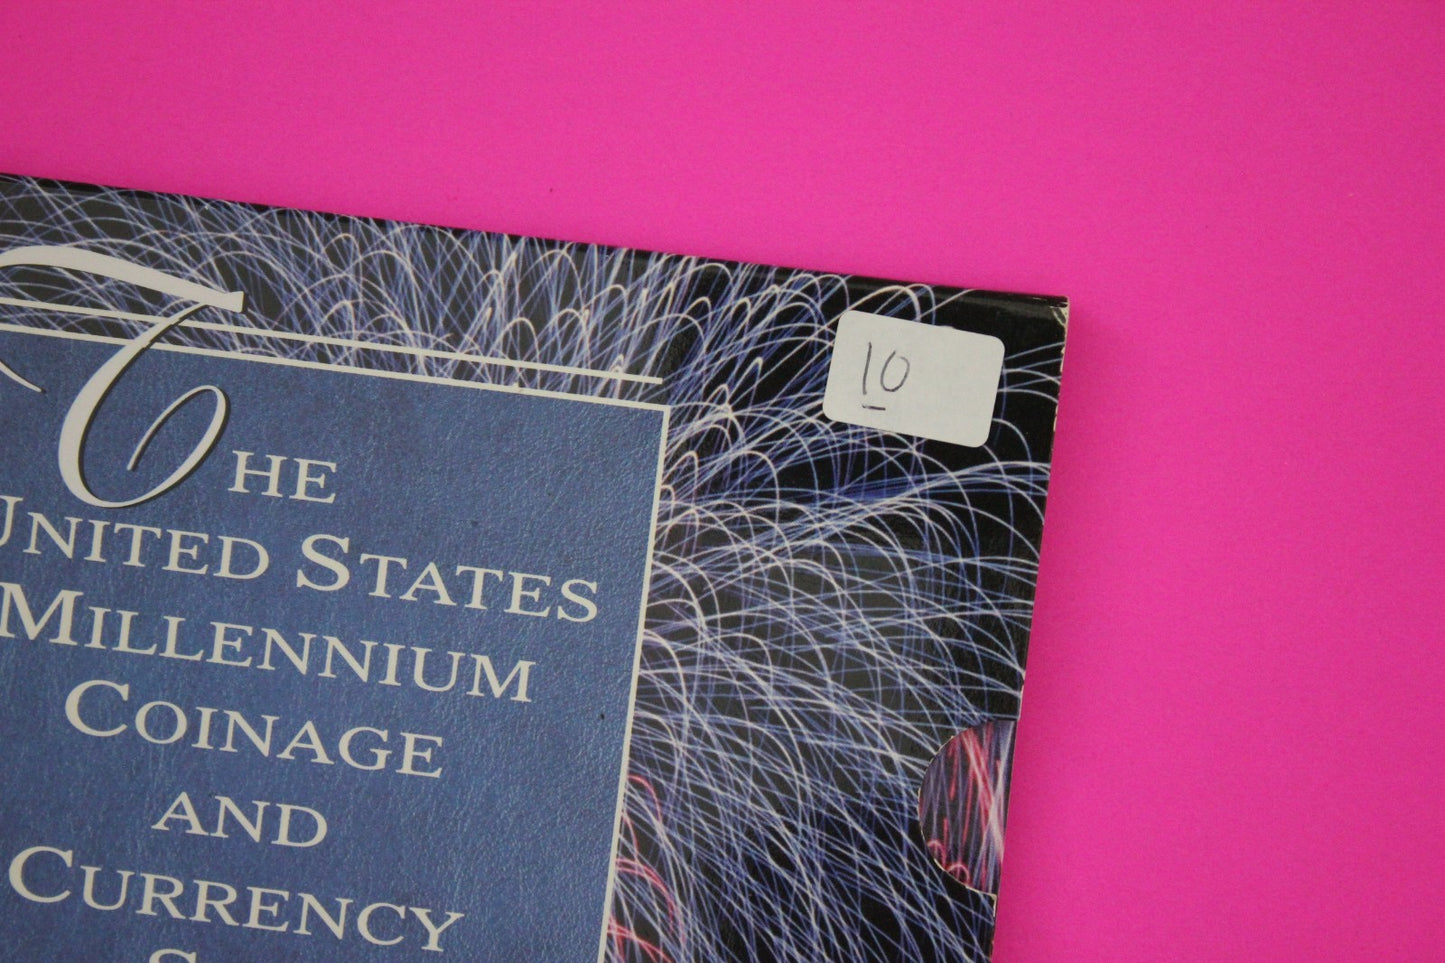 10
THE
UNITED STATES
MILLENNIUM
COINAGE
AND
CURRENCY